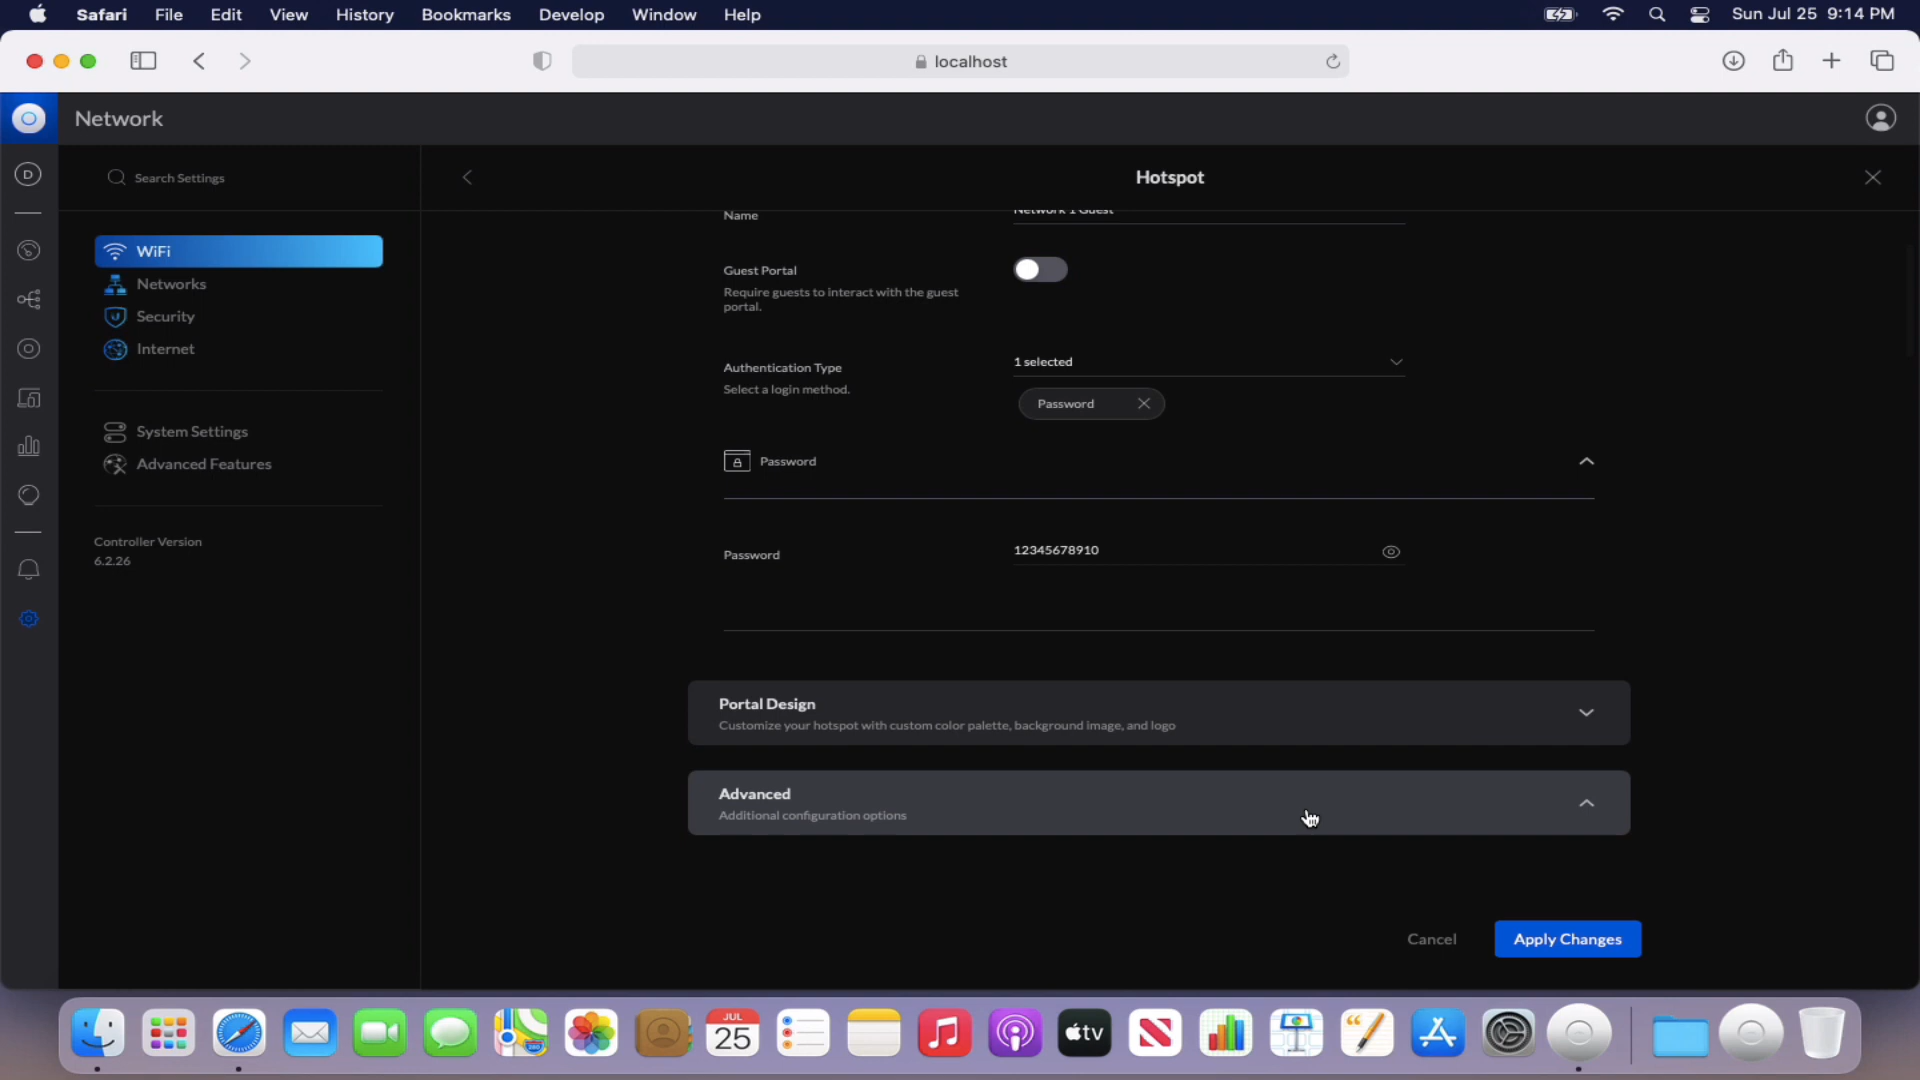 Safari File Edit View History Bookmarks Develop Window Help Sun Jul 25 9:14 PM
localhost
Network
D
Search Settings
Hotspot
WiFi
Networks
Security
Internet
System Settings
Advanced Features
Controller Version
6.2.26
Name Network 1 Guest
Guest Portal
Require guests to interact with the guest
portal.
Authentication Type 1 selected
Select a login method.
Password
Password
Password 12345678910
Portal Design
Customize your hotspot with custom color palette, background image, and logo
Advanced
Additional configuration options
Cancel Apply Changes
JUL
25
tv